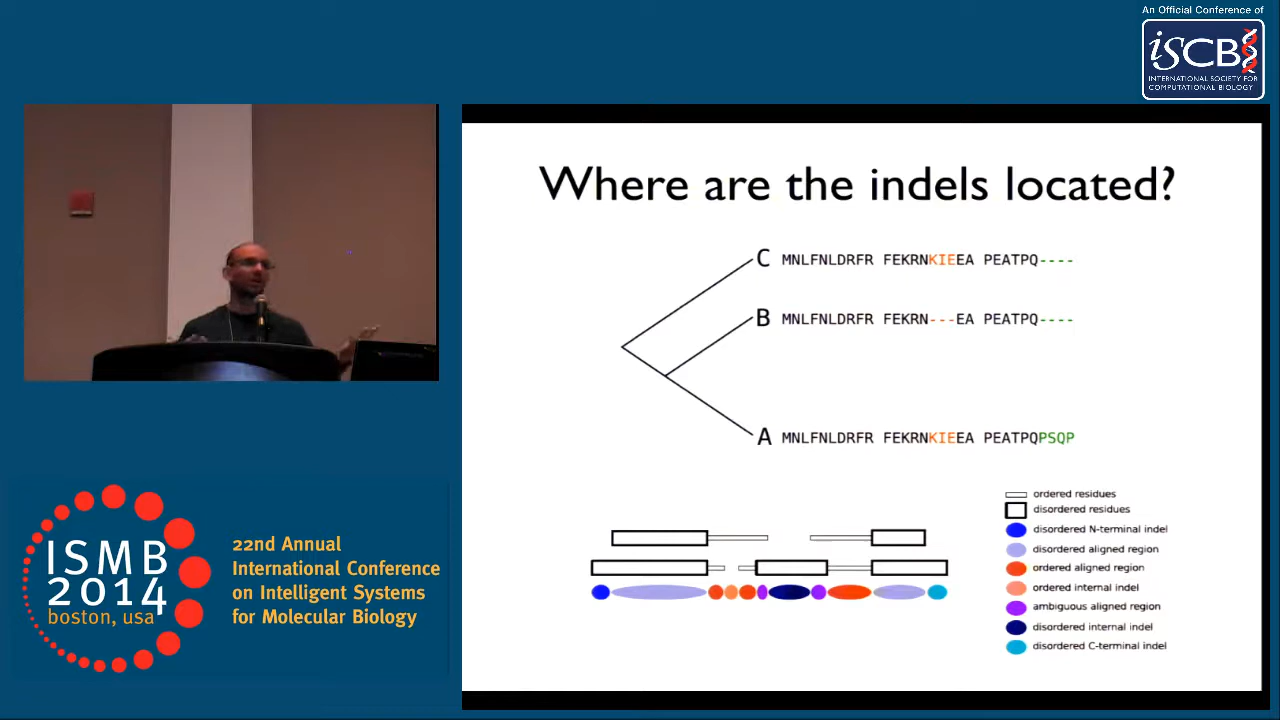 An Official Conference of
iSCB
INTERNATIONAL SOCIETY FOR
COMPUTATIONAL BIOLOGY
Where are the indels located?
C MNLFNLDRFR FEKRNKIEEA PEATPQ----
B MNLFNLDRFR FEKRN---EA PEATPQ----
A MNLFNLDRFR FEKRNKIEEA PEATPQPSQP
ordered residues
disordered residues
disordered N-terminal indel
disordered aligned region
ordered aligned region
ordered internal indel
ambiguous aligned region
disordered internal indel
disordered C-terminal indel
ISMB
2014
boston, usa
22nd Annual
International Conference
on Intelligent Systems
for Molecular Biology